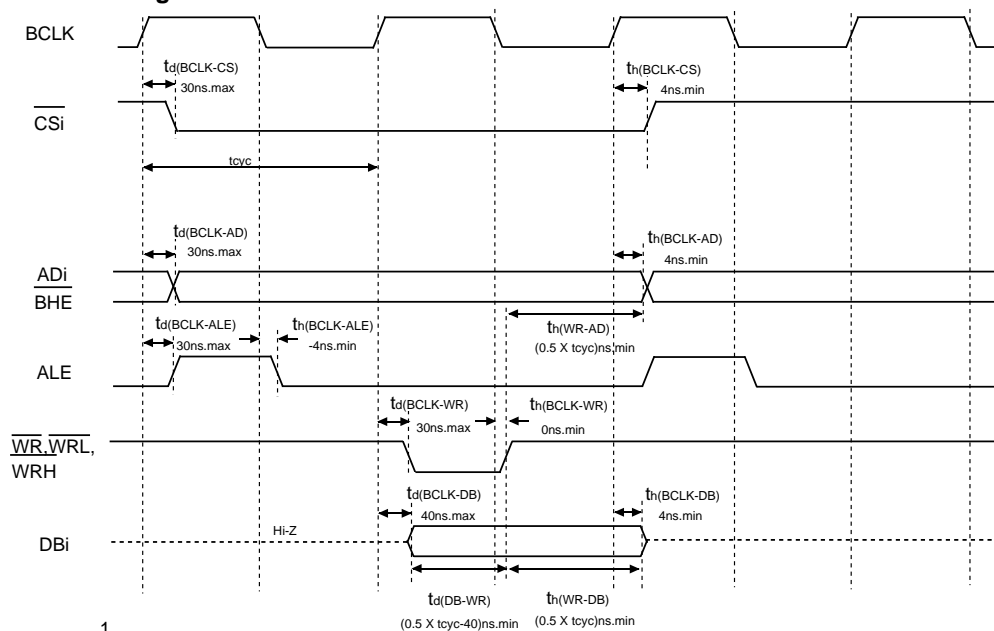 BCLK
td(BCLK-CS)
30ns.max
th(BCLK-CS)
4ns.min
CSi
tcyc
td(BCLK-AD)
30ns.max
th(BCLK-AD)
4ns.min
ADi
BHE
td(BCLK-ALE)
30ns.max
th(BCLK-ALE)
-4ns.min
th(WR-AD)
(0.5 X tcyc)ns.min
ALE
td(BCLK-WR)
30ns.max
th(BCLK-WR)
0ns.min
WR,WRL,
WRH
td(BCLK-DB)
40ns.max
th(BCLK-DB)
4ns.min
Hi-Z
DBi
td(DB-WR)
(0.5 X tcyc-40)ns.min
th(WR-DB)
(0.5 X tcyc)ns.min
1